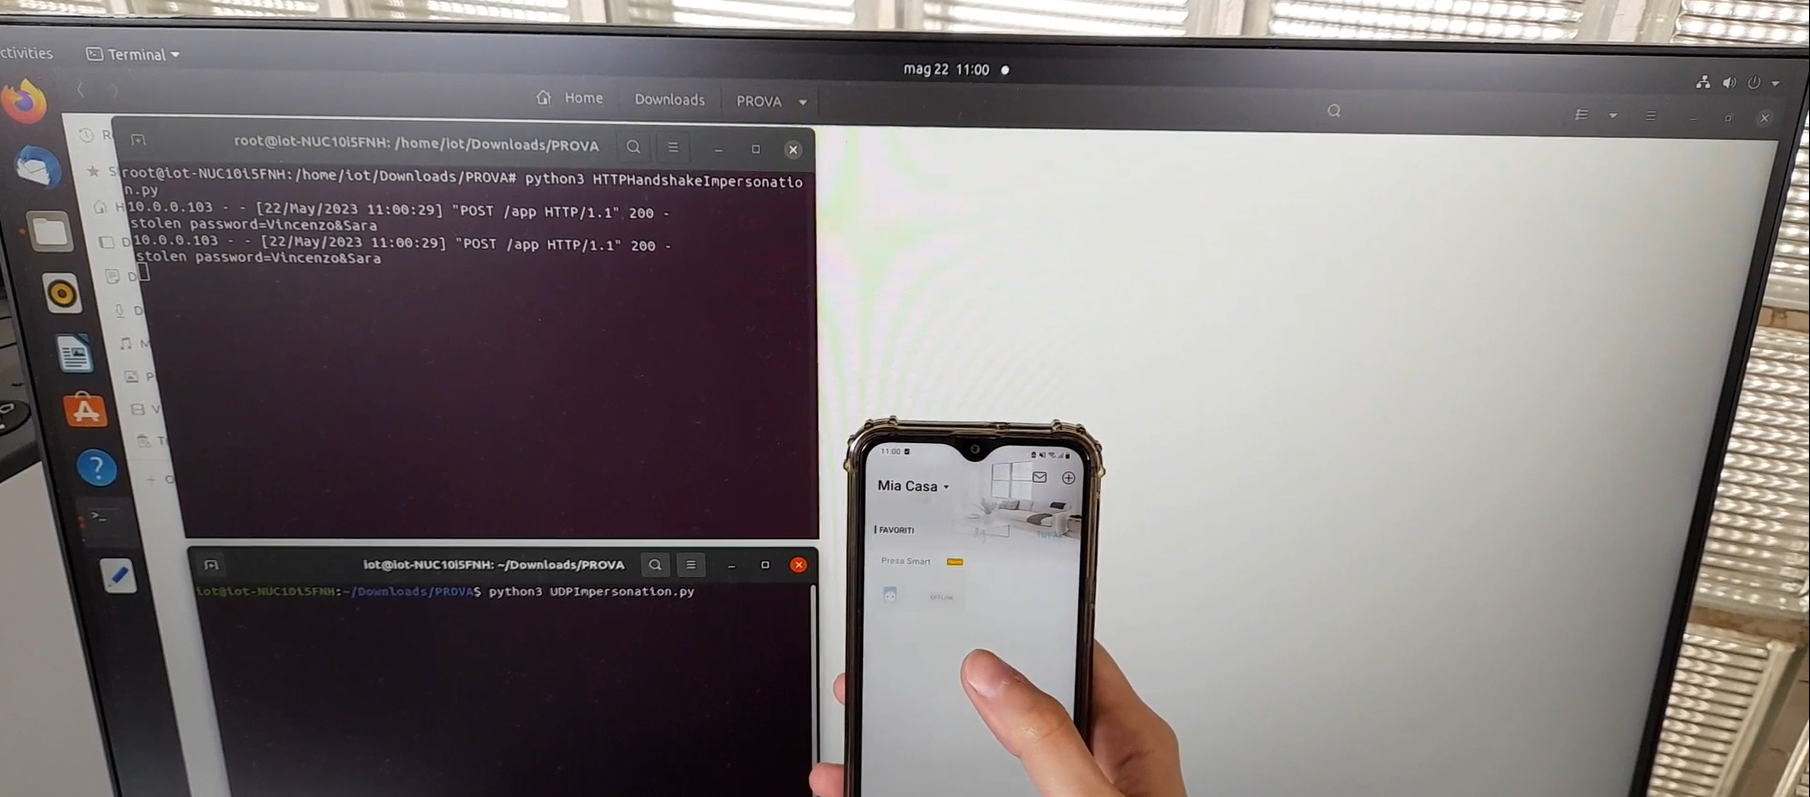 ctivities
Terminal
mag 22 11:00
Home
Downloads
PROVA
root@iot-NUC10i5FNH: /home/iot/Downloads/PROVA
root@iot-NUC10i5FNH:/home/iot/Downloads/PROVA# python3 HTTPHandshakeImpersonatio
n.py
10.0.0.103 - - [22/May/2023 11:00:29] "POST /app HTTP/1.1" 200 -
stolen password=Vincenzo&Sara
10.0.0.103 - - [22/May/2023 11:00:29] "POST /app HTTP/1.1" 200 -
stolen password=Vincenzo&Sara
R
S
H
D
D
D
M
P
V
T
iot@iot-NUC10i5FNH: ~/Downloads/PROVA
iot@iot-NUC10i5FNH:~/Downloads/PROVA$ python3 UDPImpersonation.py
11:00
Mia Casa
FAVORITI
Presa Smart